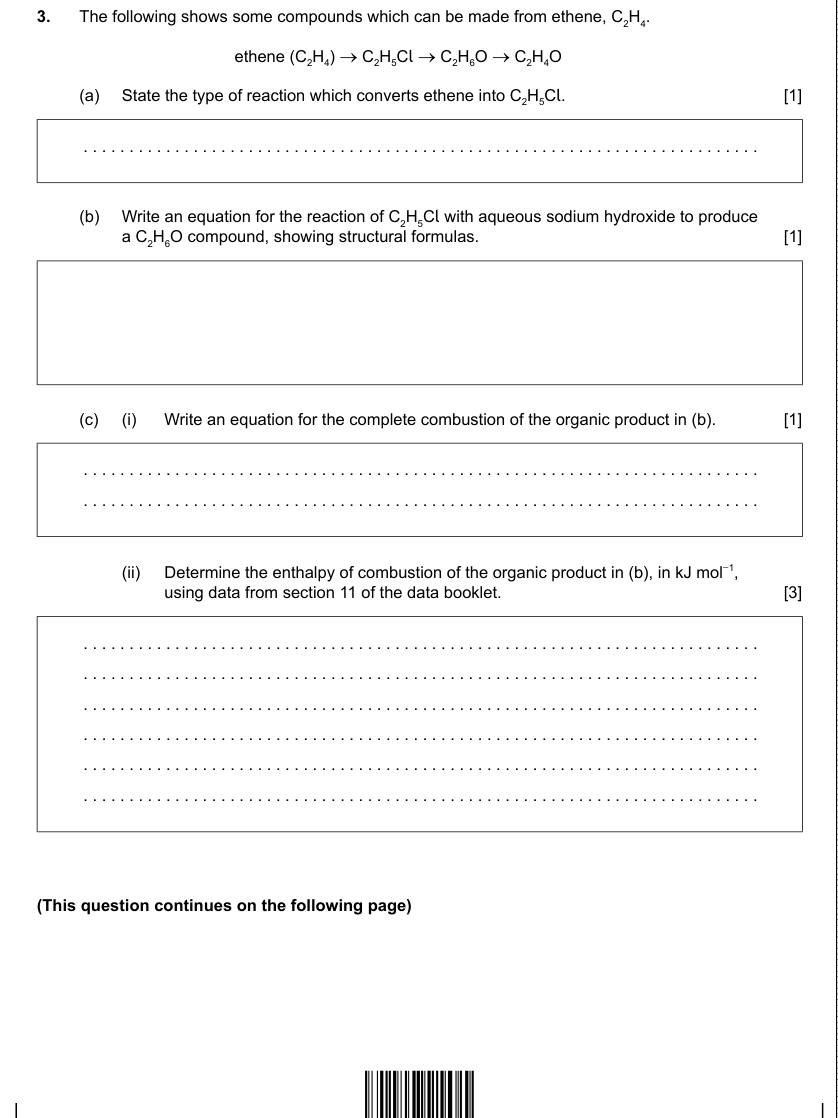 3. The following shows some compounds which can be made from ethene, C₂H₄.
ethene (C₂H₄) → C₂H₅Cl → C₂H₆O → C₂H₄O
(a) State the type of reaction which converts ethene into C₂H₅Cl. [1]
(b) Write an equation for the reaction of C₂H₅Cl with aqueous sodium hydroxide to produce
a C₂H₆O compound, showing structural formulas. [1]
(c) (i) Write an equation for the complete combustion of the organic product in (b). [1]
(ii) Determine the enthalpy of combustion of the organic product in (b), in kJ mol⁻¹,
using data from section 11 of the data booklet. [3]
(This question continues on the following page)